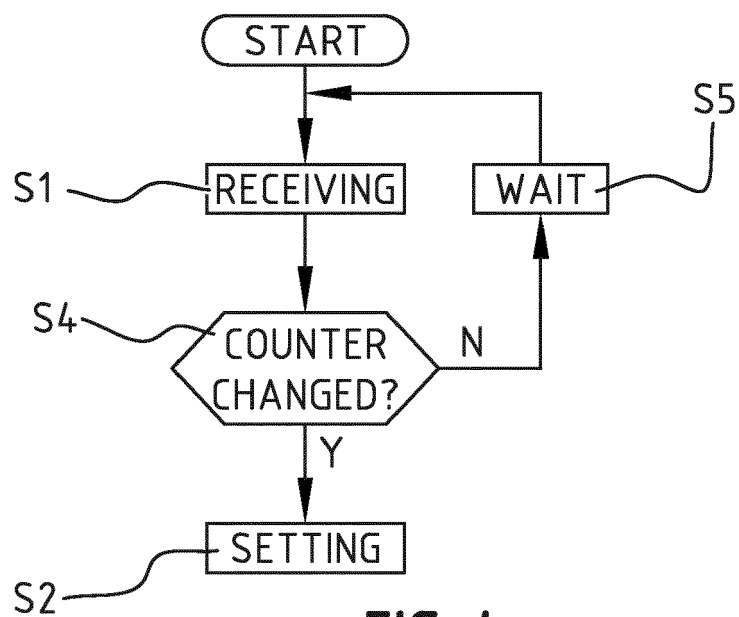 START
S5
S1
RECEIVING
WAIT
S4
COUNTER
CHANGED?
N
Y
SETTING
S2